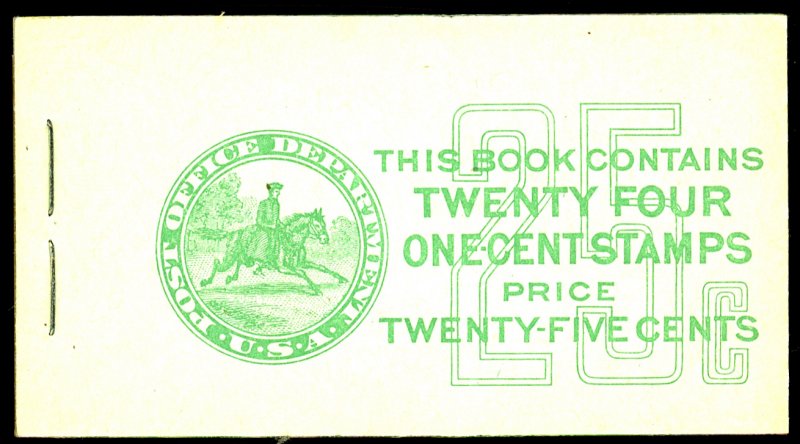 POST OFFICE DEPARTMENT
U.S.A.
25c
THIS BOOK CONTAINS
TWENTY FOUR
ONE-CENT STAMPS
PRICE
TWENTY-FIVE CENTS